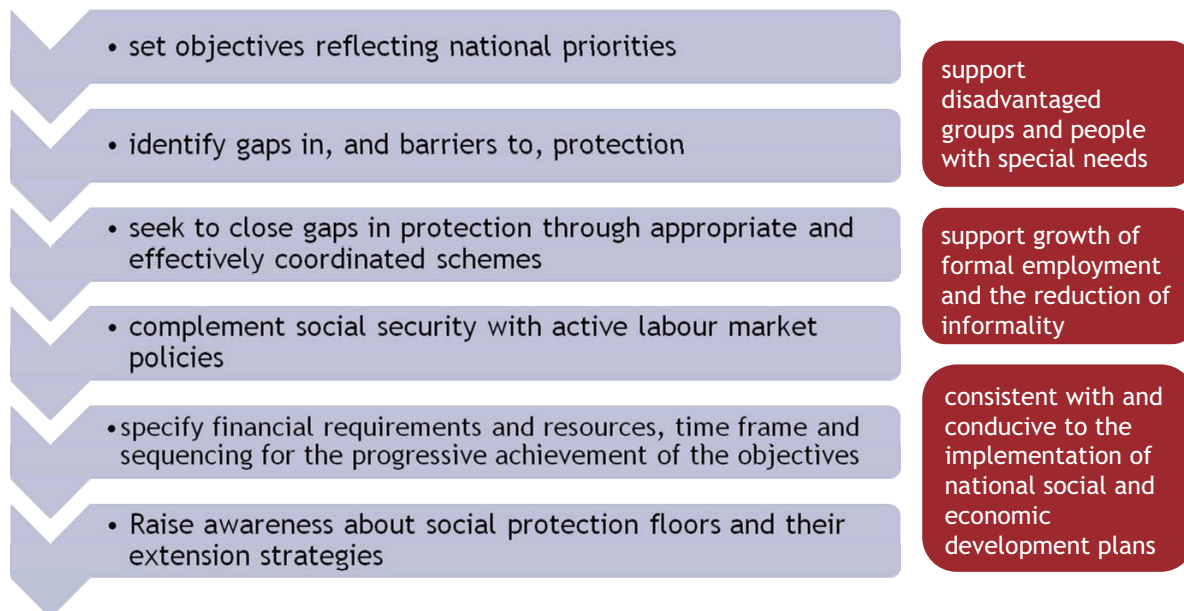 • set objectives reflecting national priorities
• identify gaps in, and barriers to, protection
• seek to close gaps in protection through appropriate and
effectively coordinated schemes
• complement social security with active labour market
policies
•specify financial requirements and resources, time frame and
sequencing for the progressive achievement of the objectives
• Raise awareness about social protection floors and their
extension strategies
support
disadvantaged
groups and people
with special needs
support growth of
formal employment
and the reduction of
informality
consistent with and
conducive to the
implementation of
national social and
economic
development plans